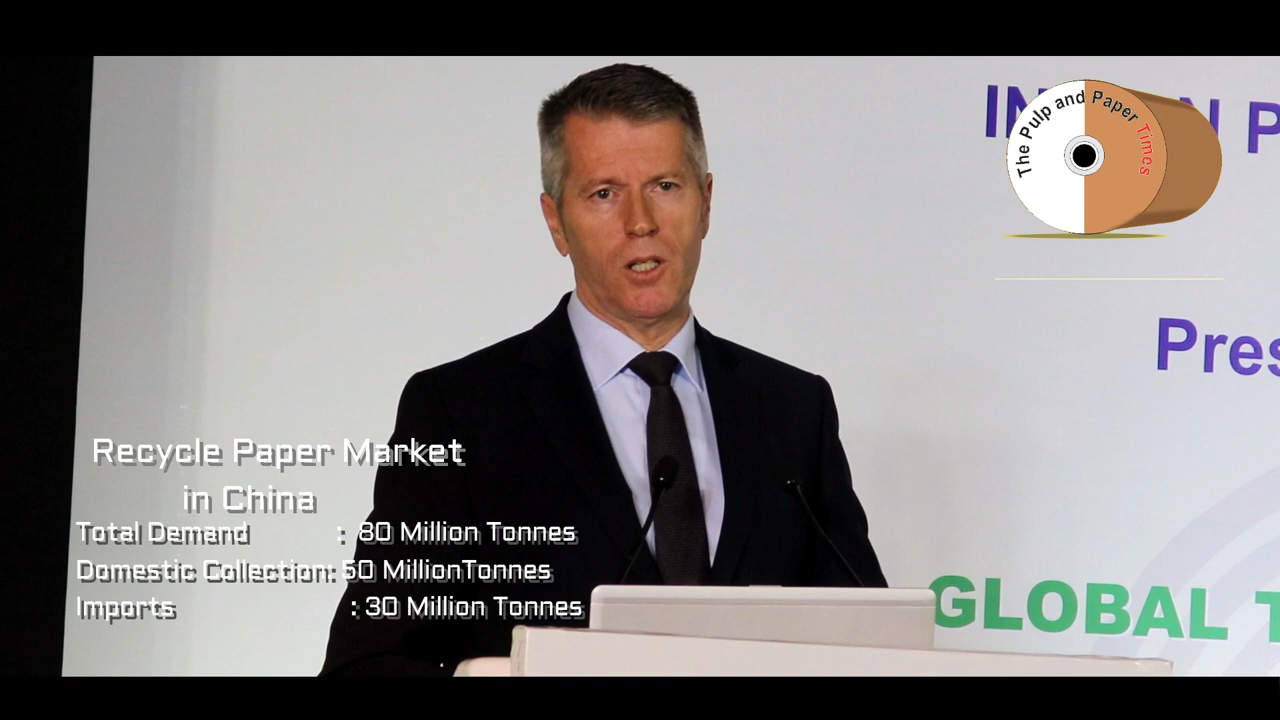 The Pulp and Paper Times
Pres
GLOBAL
Recycle Paper Market
in China
Total Demand : 80 Million Tonnes
Domestic Collection: 50 MillionTonnes
Imports : 30 Million Tonnes